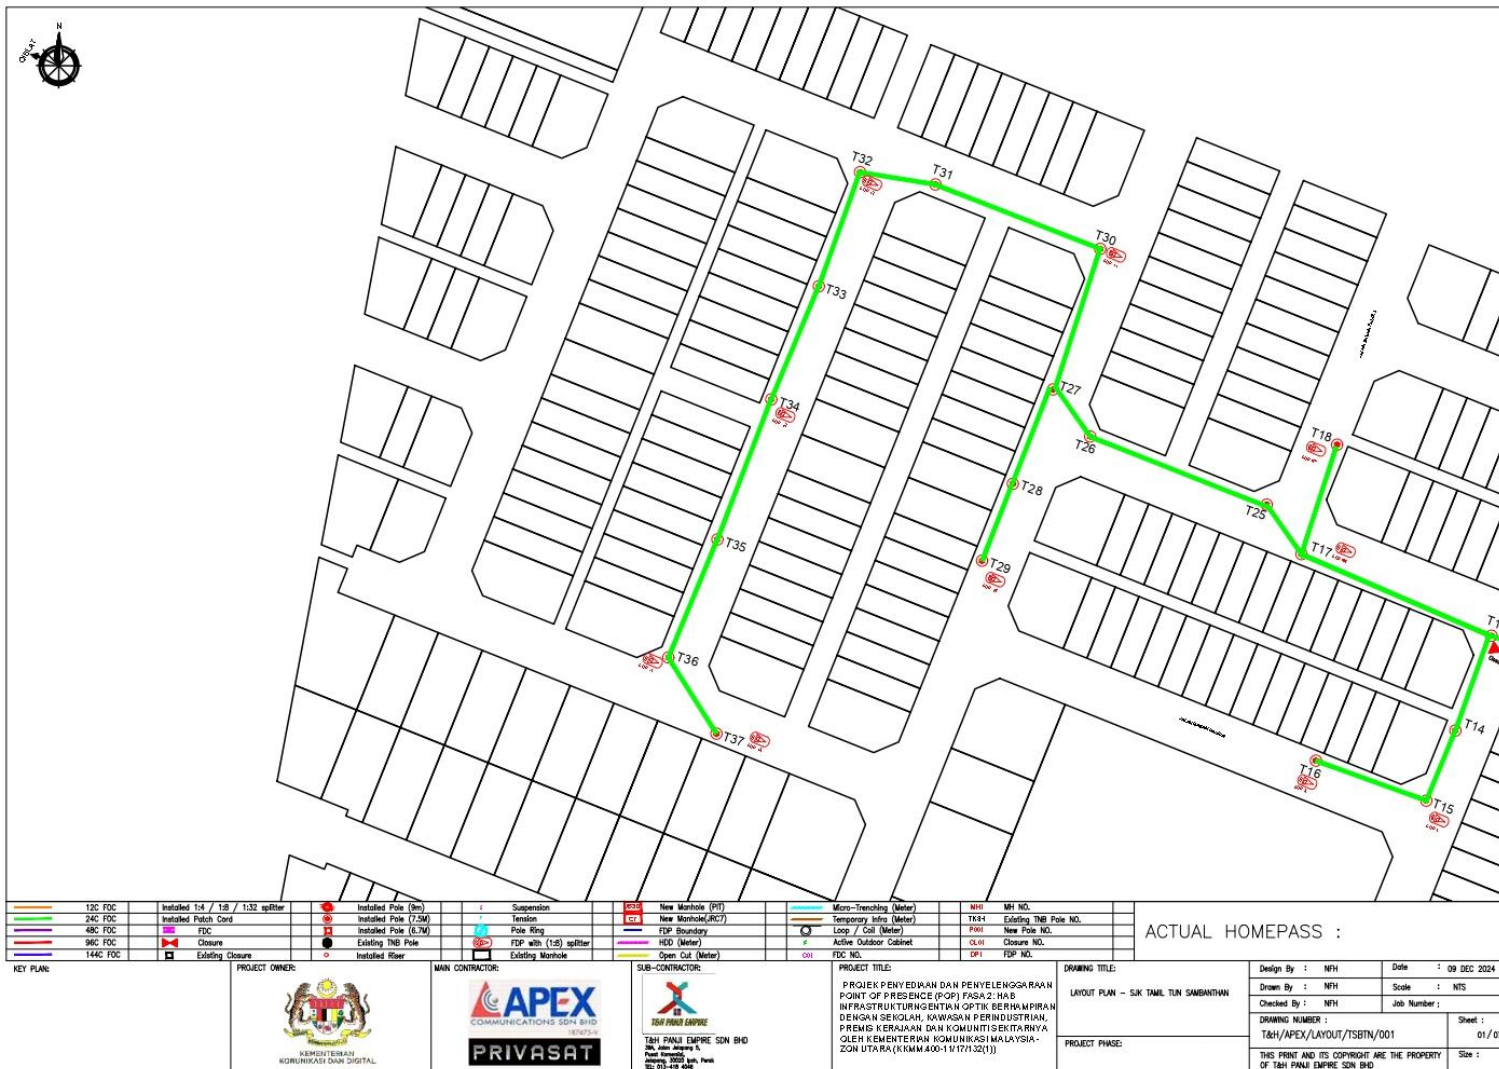 N
T32
T31
T30
T33
T27
T34
T26
T18
T28
T25
T17
T35
T29
T36
T14
T37
T16
T15
12C FOC
24C FOC
48C FOC
96C FOC
144C FOC
Installed 1:4 / 1:8 / 1:32 splitter
Installed Patch Cord
FDC
Closure
Existing Closure
Installed Pole (9m)
Installed Pole (7.5M)
Installed Pole (6.7M)
Existing TNB Pole
Installed Riser
Suspension
Tension
Pole Ring
FDP with (1:8) splitter
Existing Manhole
New Manhole (PIT)
New Manhole(JRC7)
FDP Boundary
HDD (Meter)
Open Cut (Meter)
Micro-Trenching (Meter)
Temporary Infra (Meter)
Loop / Coil (Meter)
Active Outdoor Cabinet
FDC NO.
MH NO.
Existing TNB Pole NO.
New Pole NO.
Closure NO.
FDP NO.
ACTUAL HOMEPASS :
KEY PLAN:
PROJECT OWNER:
KEMENTERIAN
KOMUNIKASI DAN DIGITAL
MAIN CONTRACTOR:
APEX
COMMUNICATIONS SDN BHD
PRIVASAT
SUB-CONTRACTOR:
T&H PANJI EMPIRE
T&H PANJI EMPIRE SDN BHD
PROJECT TITLE:
PROJEK PENYEDIAAN DAN PENYELENGGARAAN
POINT OF PRESENCE (POP) FASA 2: HAB
INFRASTRUKTUR GENTIAN OPTIK BERHAMPIRAN
DENGAN SEKOLAH, KAWASAN PERINDUSTRIAN,
PREMIS KERAJAAN DAN KOMUNITI SEKITARNYA
OLEH KEMENTERIAN KOMUNIKASI MALAYSIA-
ZON UTARA (KKMM.400-11/17/132(1))
DRAWING TITLE:
LAYOUT PLAN - SJK TAMIL TUN SAMBANTHAN
PROJECT PHASE:
Design By : NFH
Date : 09 DEC 2024
Drawn By : NFH
Scale : NTS
Checked By : NFH
Job Number :
DRAWING NUMBER :
T&H/APEX/LAYOUT/TSBTN/001
Sheet :
THIS PRINT AND ITS COPYRIGHT ARE THE PROPERTY
OF T&H PANJI EMPIRE SDN BHD
Size :